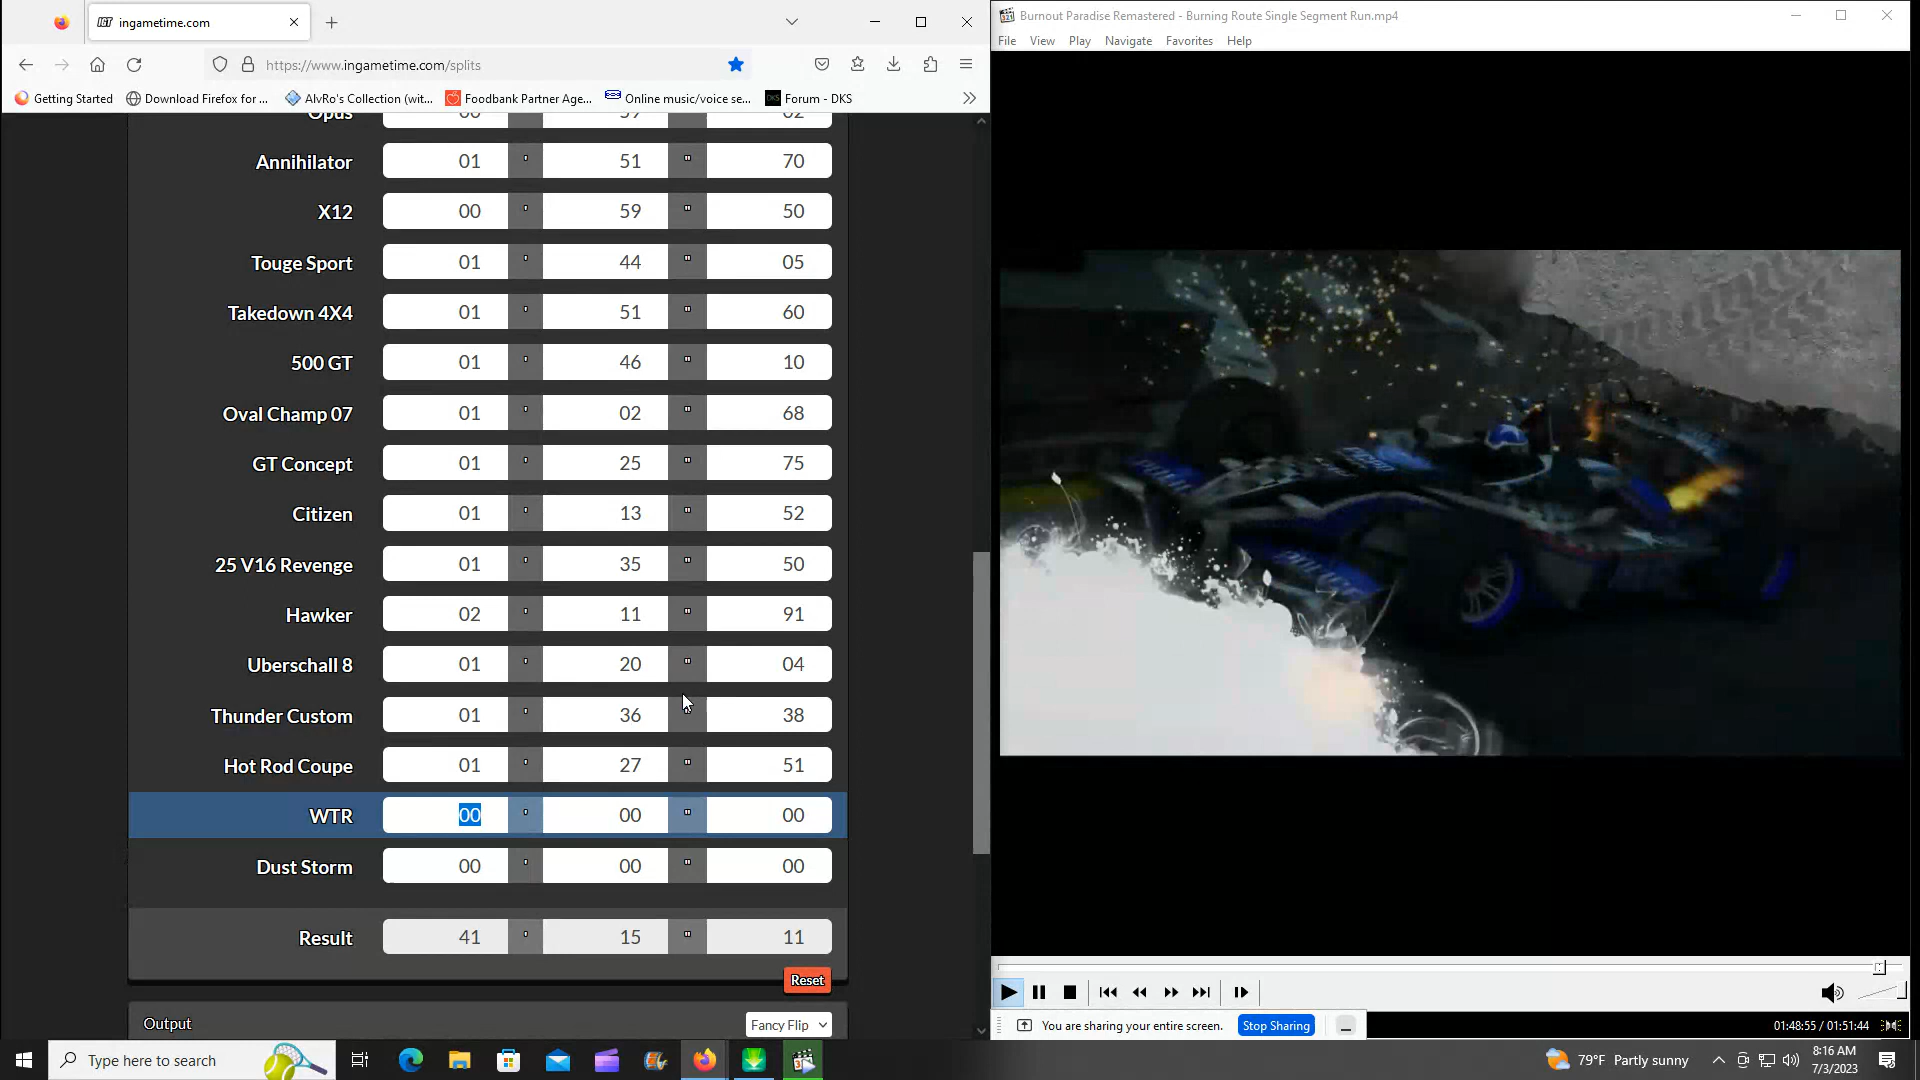 ingametime.com
Burnout Paradise Remastered - Burning Route Single Segment Run.mp4
File View Play Navigate Favorites Help
https://www.ingametime.com/splits
Getting Started Download Firefox for ... AlvRo's Collection (wit... Foodbank Partner Age... Online music/voice se... DKS Forum - DKS
Opus 00 59 02
Annihilator 01 ' 51 " 70
X12 00 ' 59 " 50
Touge Sport 01 ' 44 " 05
Takedown 4X4 01 ' 51 " 60
500 GT 01 ' 46 " 10
Oval Champ 07 01 ' 02 " 68
GT Concept 01 ' 25 " 75
Citizen 01 ' 13 " 52
25 V16 Revenge 01 ' 35 " 50
Hawker 02 ' 11 " 91
Uberschall 8 01 ' 20 " 04
Thunder Custom 01 ' 36 " 38
Hot Rod Coupe 01 ' 27 " 51
WTR 00 ' 00 " 00
Dust Storm 00 ' 00 " 00
Result 41 ' 15 " 11
Reset
Output Fancy Flip
You are sharing your entire screen. Stop Sharing
01:48:55 / 01:51:44
Type here to search
79°F Partly sunny
8:16 AM
7/3/2023